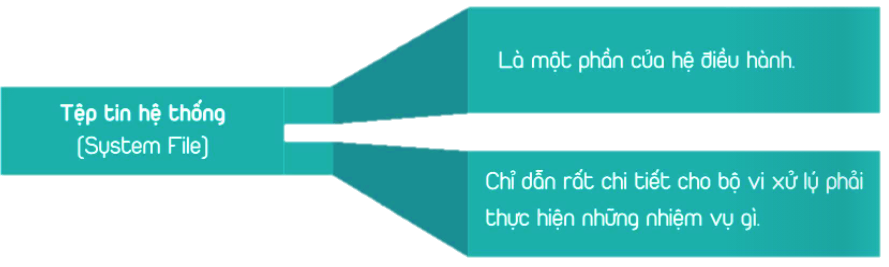 Tệp tin hệ thống
(System File)
Là một phần của hệ điều hành.
Chỉ dẫn rất chi tiết cho bộ vi xử lý phải
thực hiện những nhiệm vụ gì.